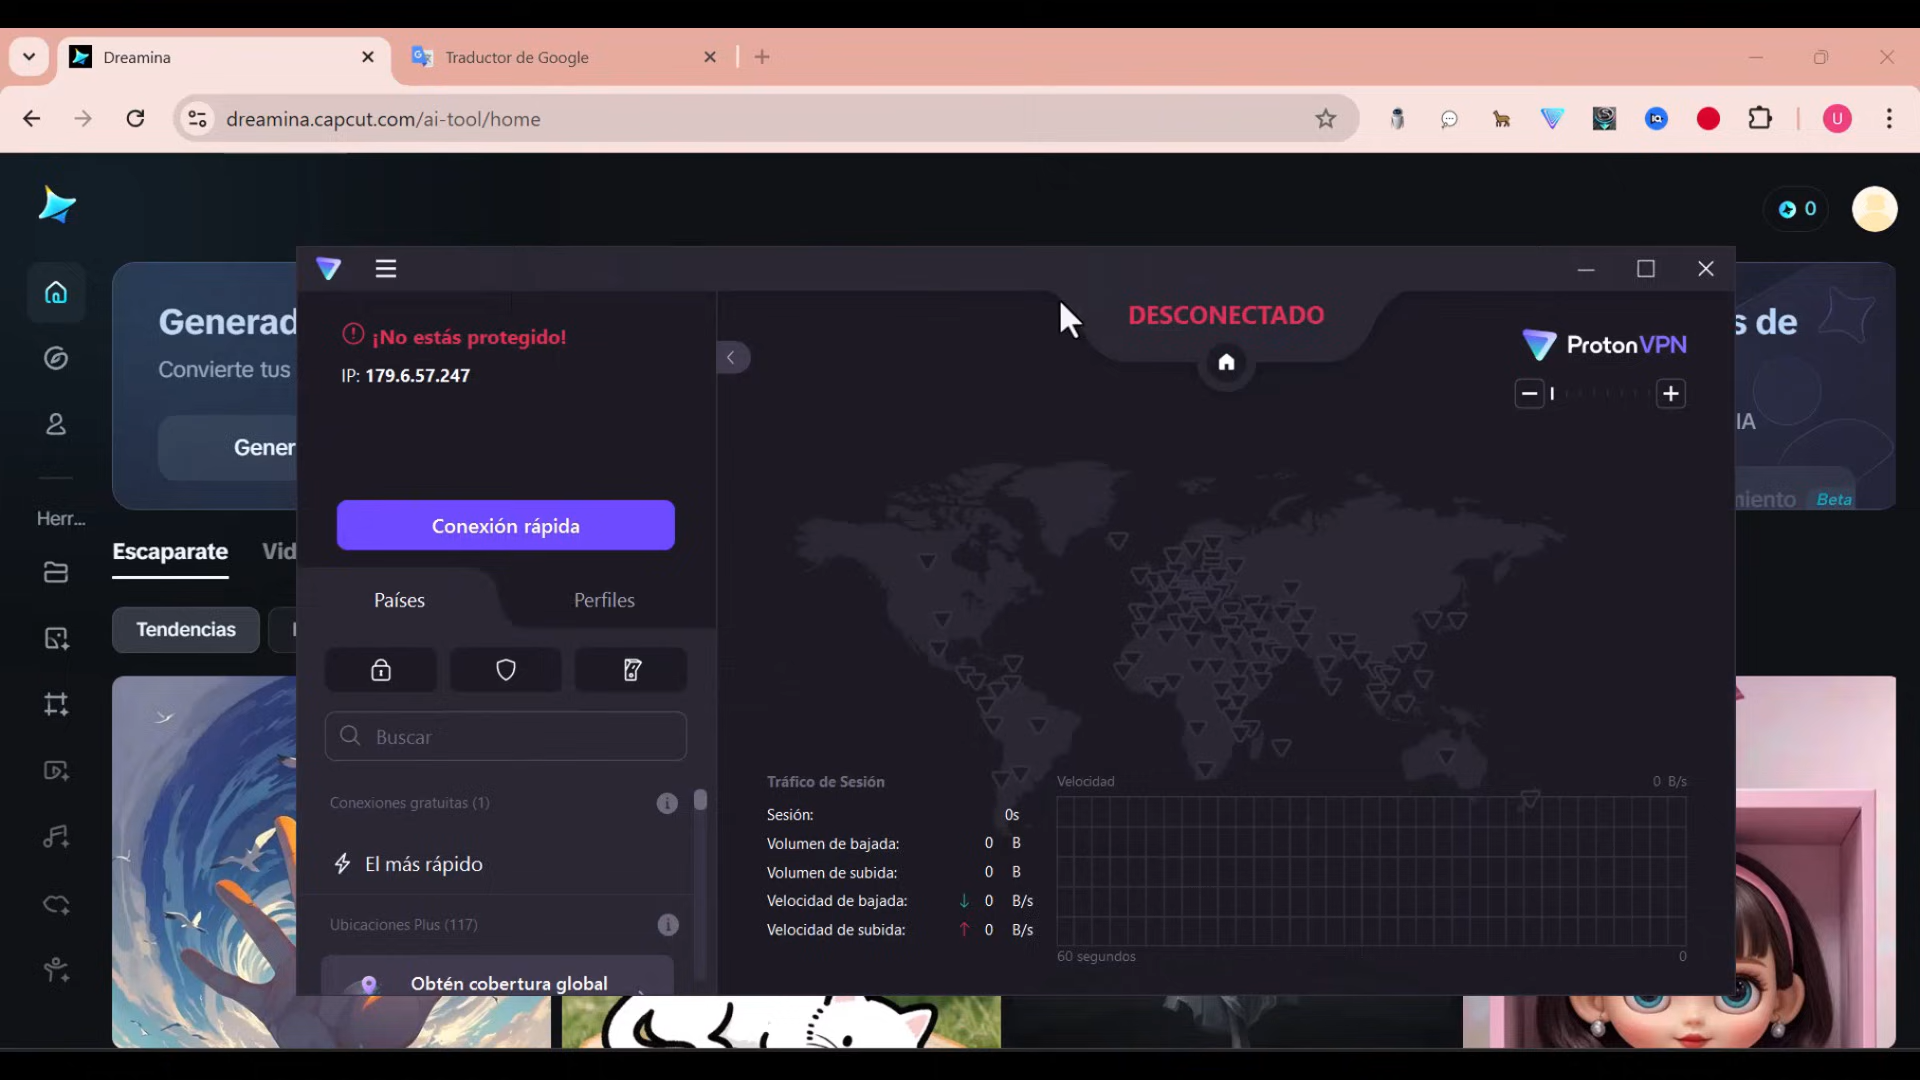 Dreamina
Traductor de Google
dreamina.capcut.com/ai-tool/home
U
0
Generad
Convierte tus
Gener
s de
IA
miento
Beta
Herr...
Escaparate
Vid
Tendencias
DESCONECTADO
¡No estás protegido!
IP: 179.6.57.247
ProtonVPN
Conexión rápida
Países
Perfiles
Buscar
Conexiones gratuitas (1)
El más rápido
Ubicaciones Plus (117)
Obtén cobertura global
Tráfico de Sesión
Sesión: 0s
Volumen de bajada: 0 B
Volumen de subida: 0 B
Velocidad de bajada: 0 B/s
Velocidad de subida: 0 B/s
Velocidad
0 B/s
60 segundos
0